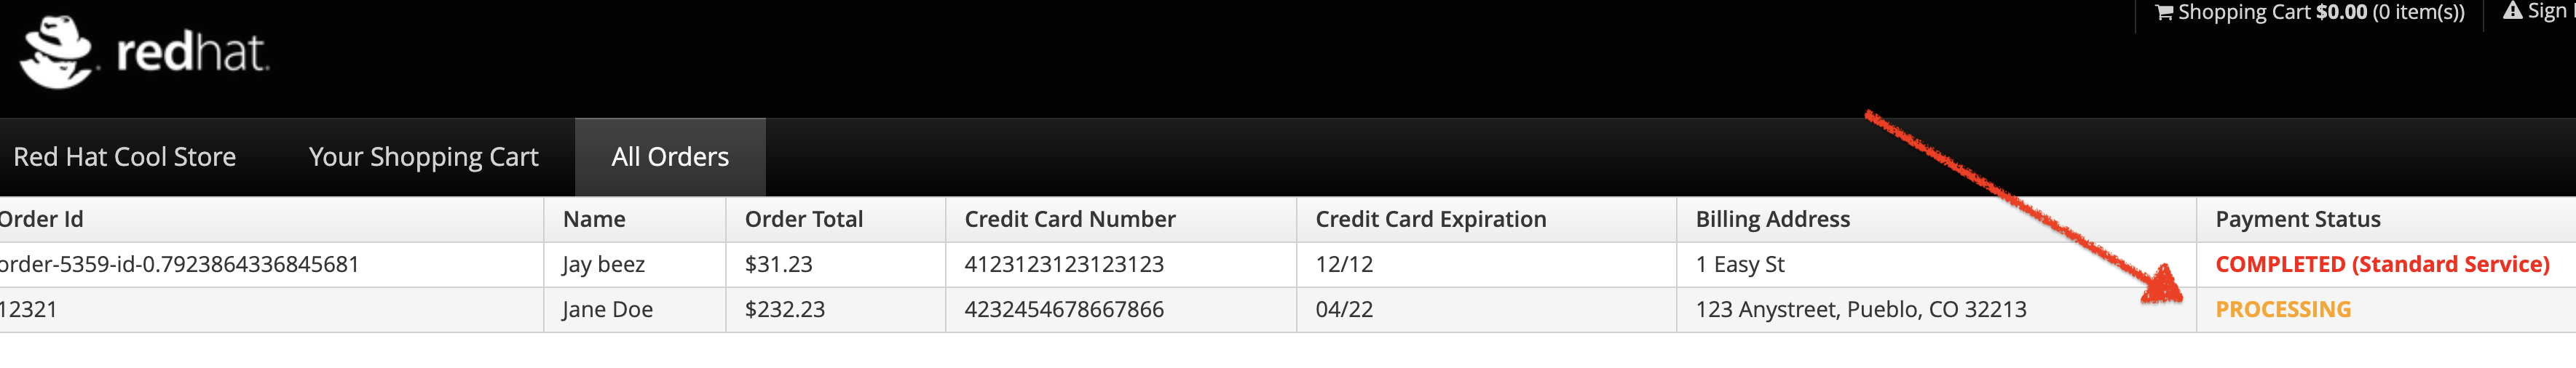 Shopping Cart $0.00 (0 item(s)) Sign
redhat.
Red Hat Cool Store Your Shopping Cart All Orders
Order Id Name Order Total Credit Card Number Credit Card Expiration Billing Address Payment Status
order-5359-id-0.7923864336845681 Jay beez $31.23 4123123123123123 12/12 1 Easy St COMPLETED (Standard Service)
12321 Jane Doe $232.23 4232454678667866 04/22 123 Anystreet, Pueblo, CO 32213 PROCESSING